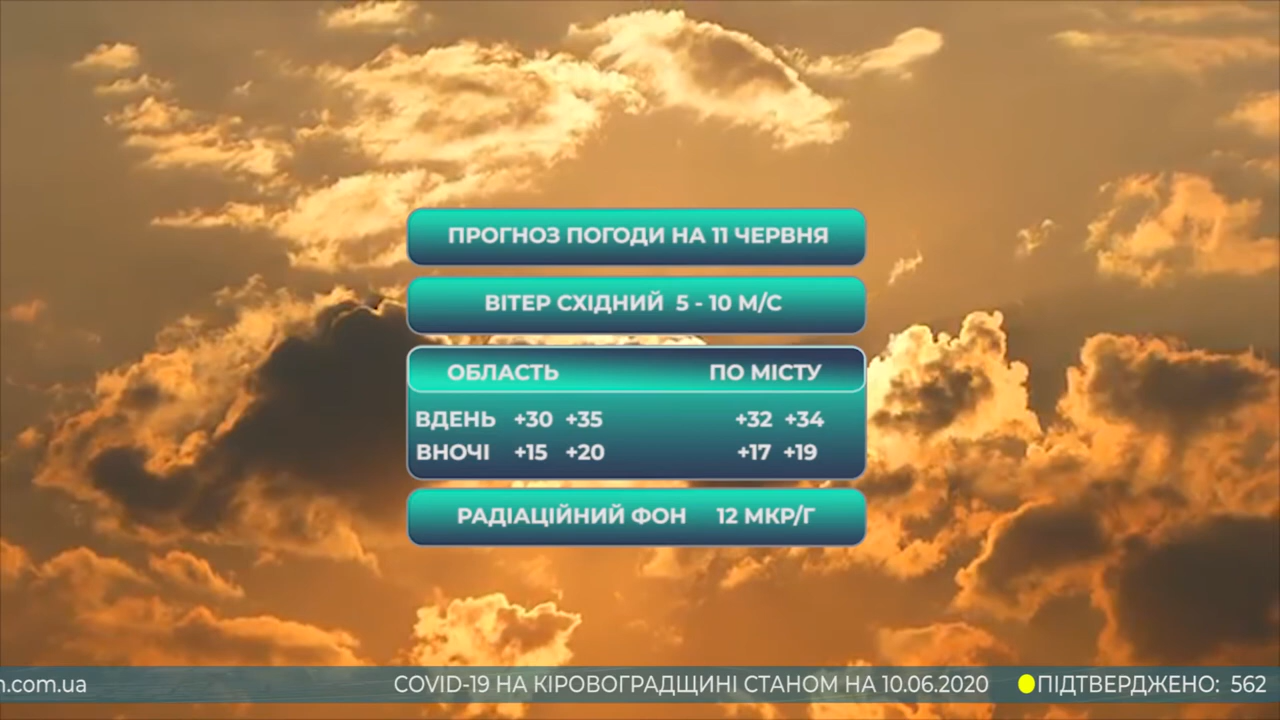 ПРОГНОЗ ПОГОДИ НА 11 ЧЕРВНЯ
ВІТЕР СХІДНИЙ 5 - 10 М/С
ОБЛАСТЬ ПО МІСТУ
ВДЕНЬ +30 +35 +32 +34
ВНОЧІ +15 +20 +17 +19
РАДІАЦІЙНИЙ ФОН 12 МКР/Г
.com.ua COVID-19 НА КІРОВОГРАДЩИНІ СТАНОМ НА 10.06.2020 ПІДТВЕРДЖЕНО: 562